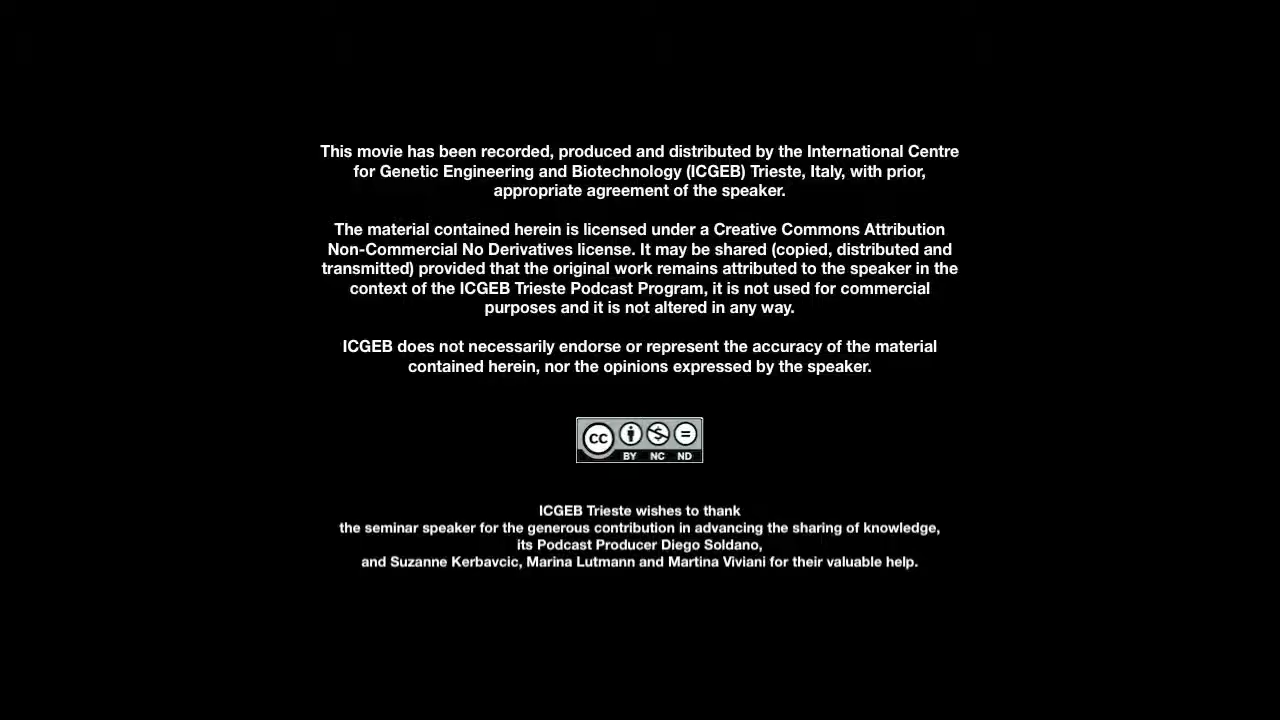 This movie has been recorded, produced and distributed by the International Centre
for Genetic Engineering and Biotechnology (ICGEB) Trieste, Italy, with prior,
appropriate agreement of the speaker.
The material contained herein is licensed under a Creative Commons Attribution
Non-Commercial No Derivatives license. It may be shared (copied, distributed and
transmitted) provided that the original work remains attributed to the speaker in the
context of the ICGEB Trieste Podcast Program, it is not used for commercial
purposes and it is not altered in any way.
ICGEB does not necessarily endorse or represent the accuracy of the material
contained herein, nor the opinions expressed by the speaker.
CC
BY NC ND
ICGEB Trieste wishes to thank
the seminar speaker for the generous contribution in advancing the sharing of knowledge,
its Podcast Producer Diego Soldano,
and Suzanne Kerbavcic, Marina Lutmann and Martina Viviani for their valuable help.